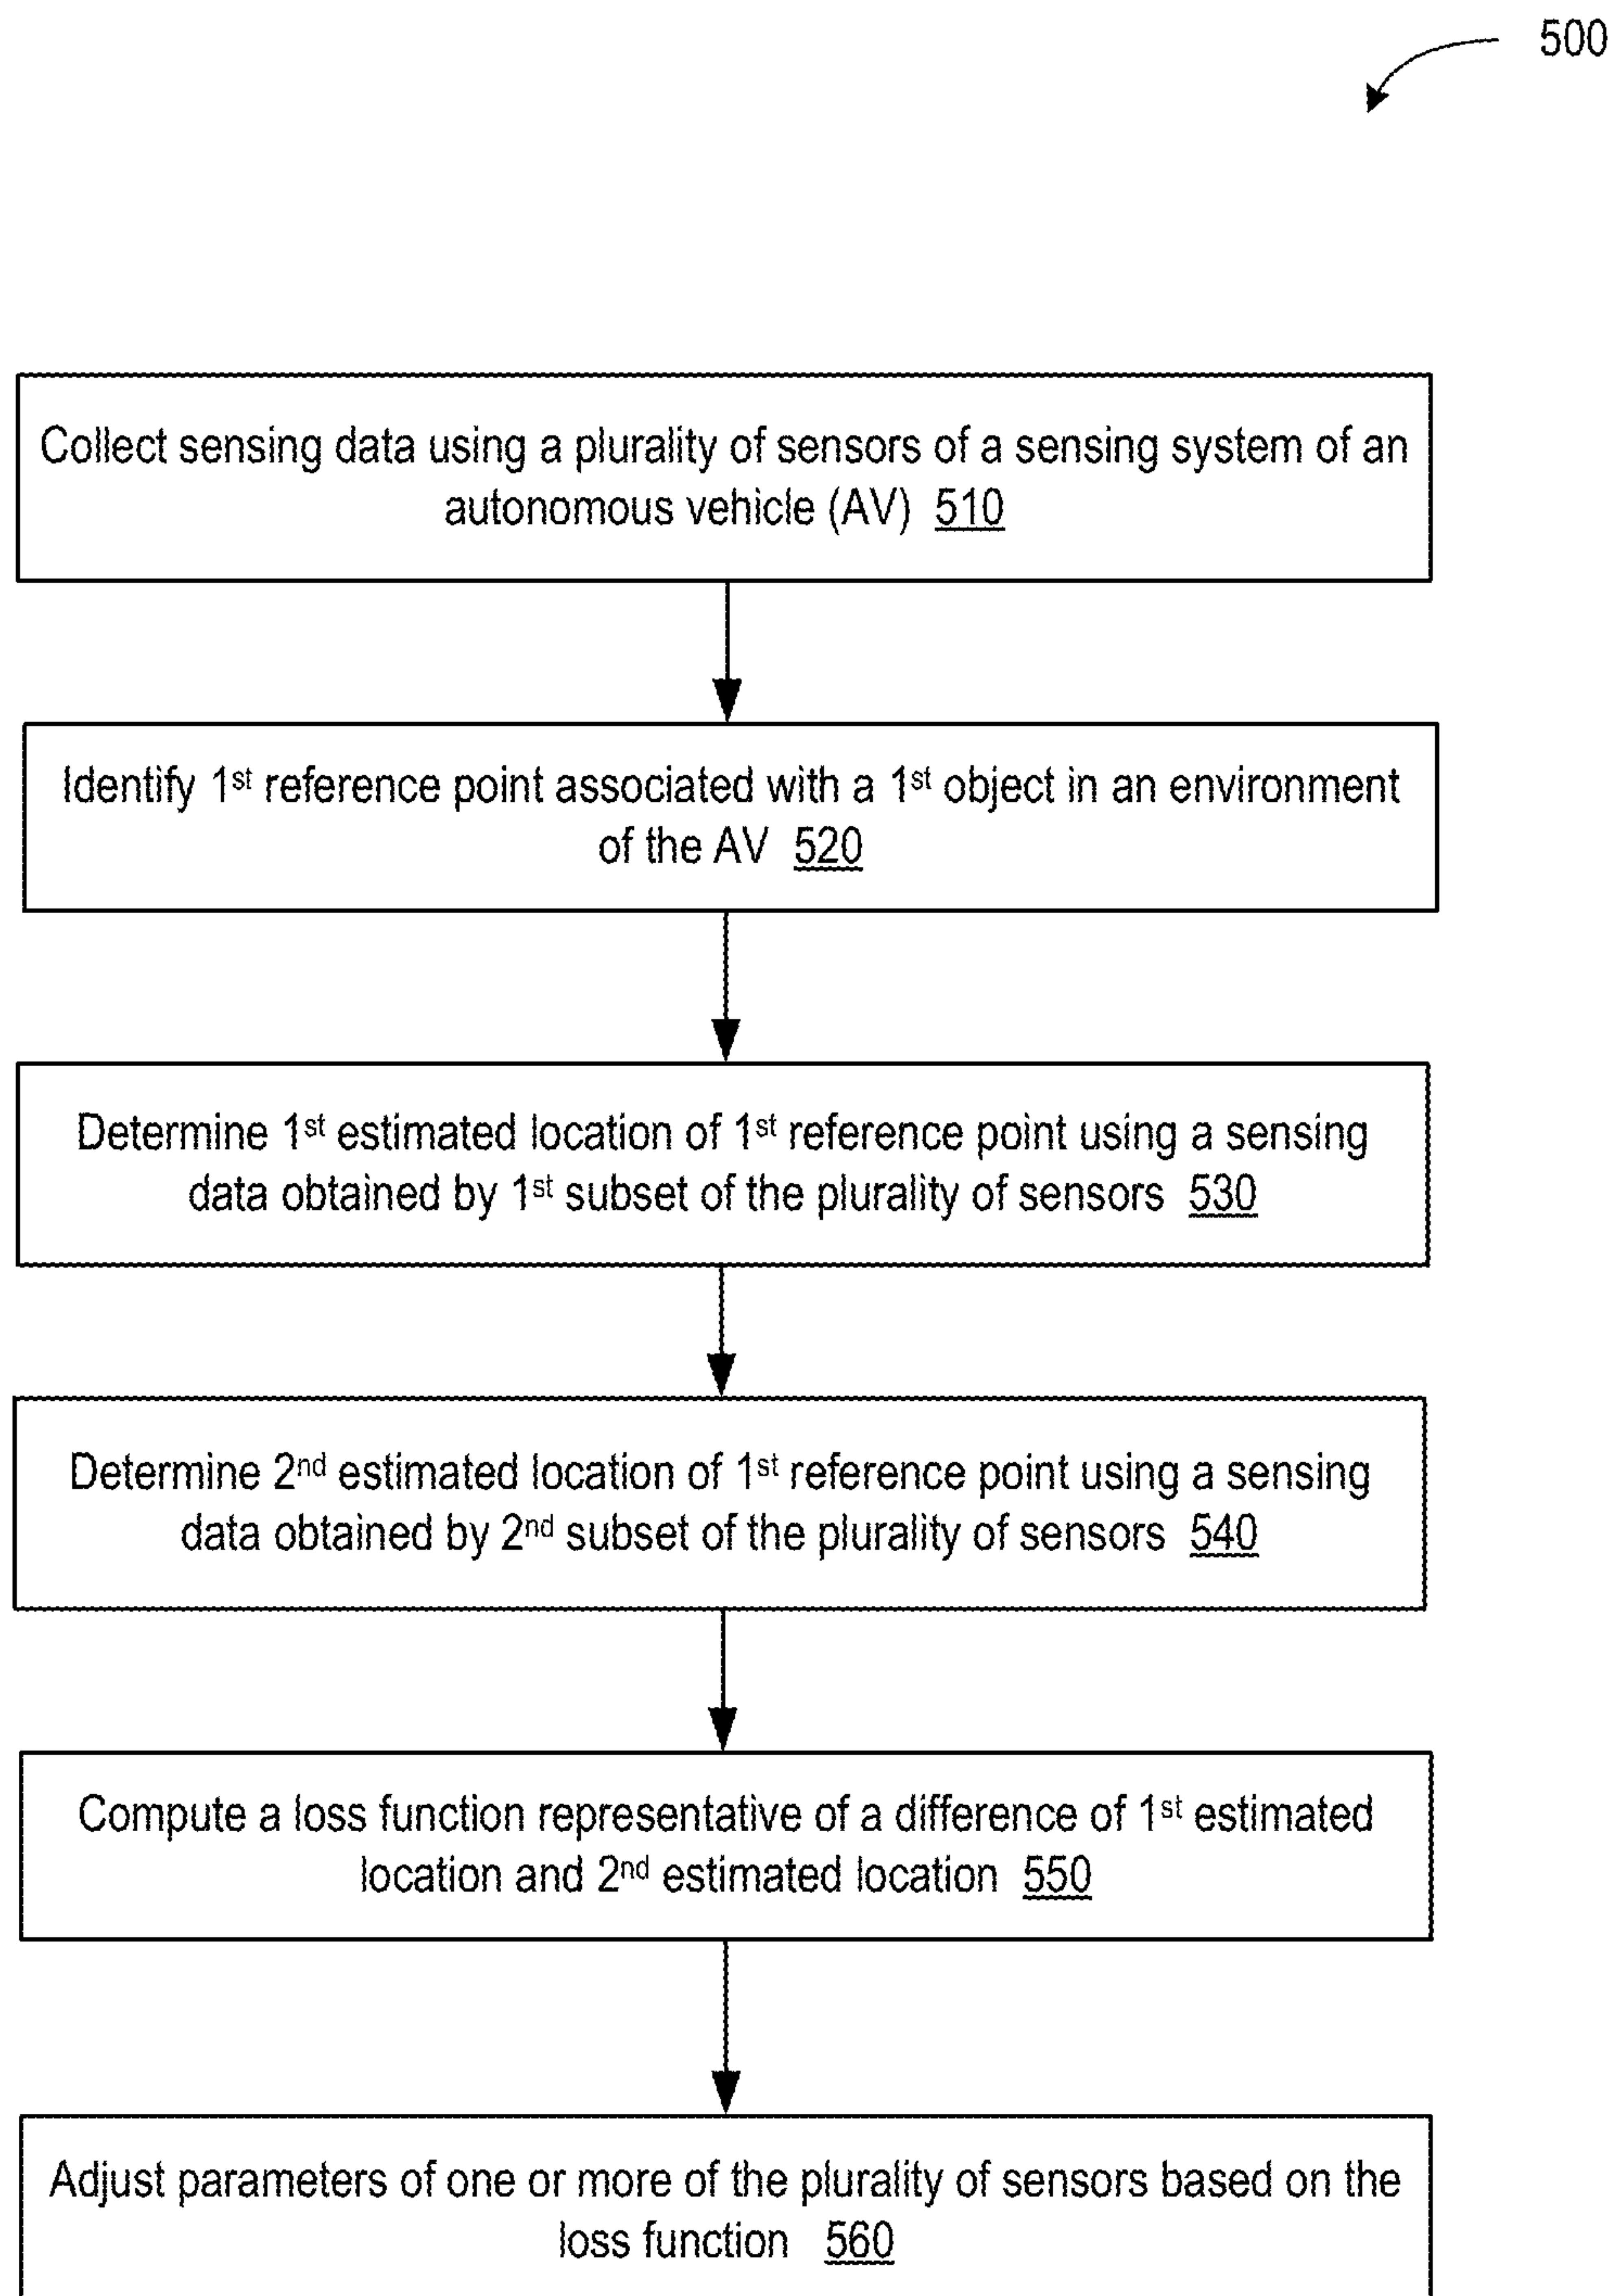 500
Collect sensing data using a plurality of sensors of a sensing system of an
autonomous vehicle (AV) 510
Identify 1st reference point associated with a 1st object in an environment
of the AV 520
Determine 1st estimated location of 1st reference point using a sensing
data obtained by 1st subset of the plurality of sensors 530
Determine 2nd estimated location of 1st reference point using a sensing
data obtained by 2nd subset of the plurality of sensors 540
Compute a loss function representative of a difference of 1st estimated
location and 2nd estimated location 550
Adjust parameters of one or more of the plurality of sensors based on the
loss function 560